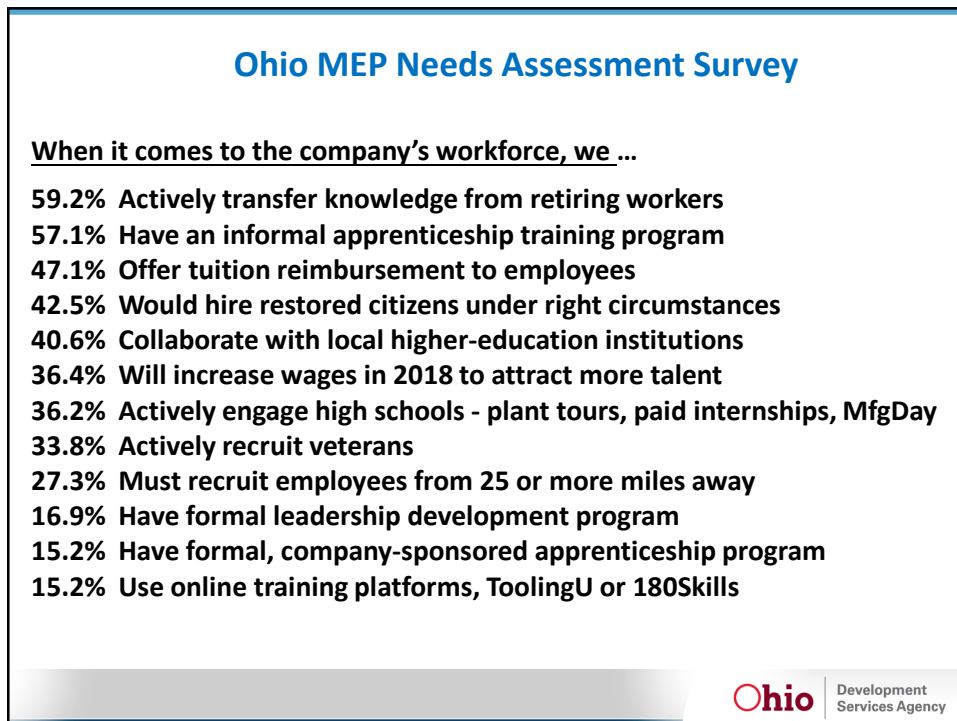 Ohio MEP Needs Assessment Survey
When it comes to the company’s workforce, we …
59.2% Actively transfer knowledge from retiring workers
57.1% Have an informal apprenticeship training program
47.1% Offer tuition reimbursement to employees
42.5% Would hire restored citizens under right circumstances
40.6% Collaborate with local higher-education institutions
36.4% Will increase wages in 2018 to attract more talent
36.2% Actively engage high schools - plant tours, paid internships, MfgDay
33.8% Actively recruit veterans
27.3% Must recruit employees from 25 or more miles away
16.9% Have formal leadership development program
15.2% Have formal, company-sponsored apprenticeship program
15.2% Use online training platforms, ToolingU or 180Skills
Ohio
Development
Services Agency